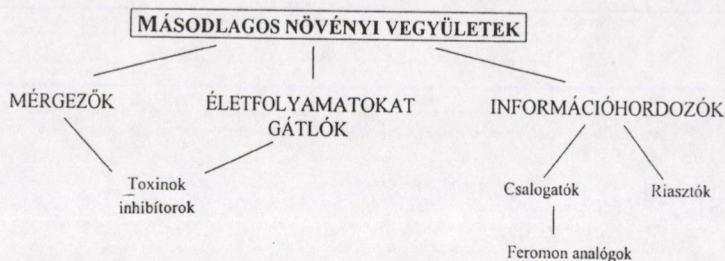 MÁSODLAGOS NÖVÉNYI VEGYÜLETEK
MÉRGEZŐK
ÉLETFOLYAMATOKAT
GÁTLÓK
INFORMÁCIÓHORDOZÓK
Toxinok
inhibítorok
Csalogatók
Riasztók
Feromon analógok